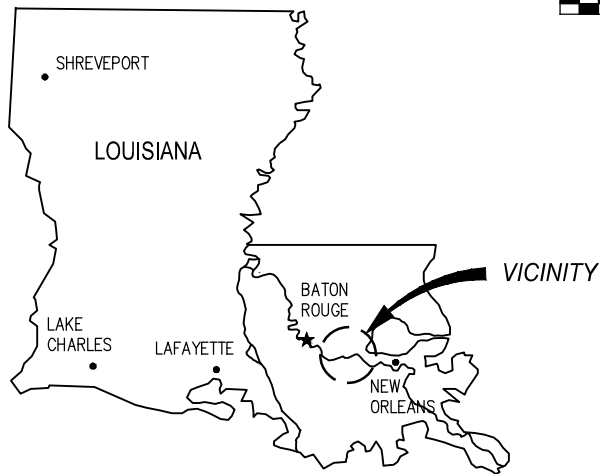 SHREVEPORT
LOUISIANA
VICINITY
BATON
ROUGE
LAKE
CHARLES
LAFAYETTE
NEW
ORLEANS